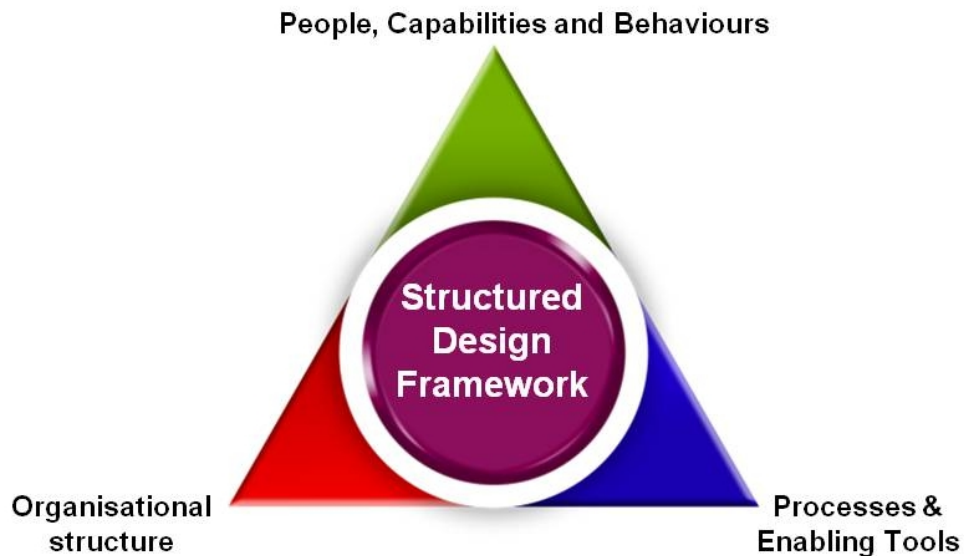 People, Capabilities and Behaviours
Structured
Design
Framework
Organisational
structure
Processes &
Enabling Tools